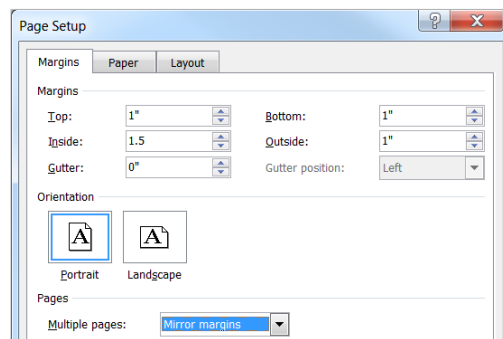 Page Setup
Margins Paper Layout
Margins
Top: 1" Bottom: 1"
Inside: 1.5 Outside: 1"
Gutter: 0" Gutter position: Left
Orientation
A A
Portrait Landscape
Pages
Multiple pages: Mirror margins